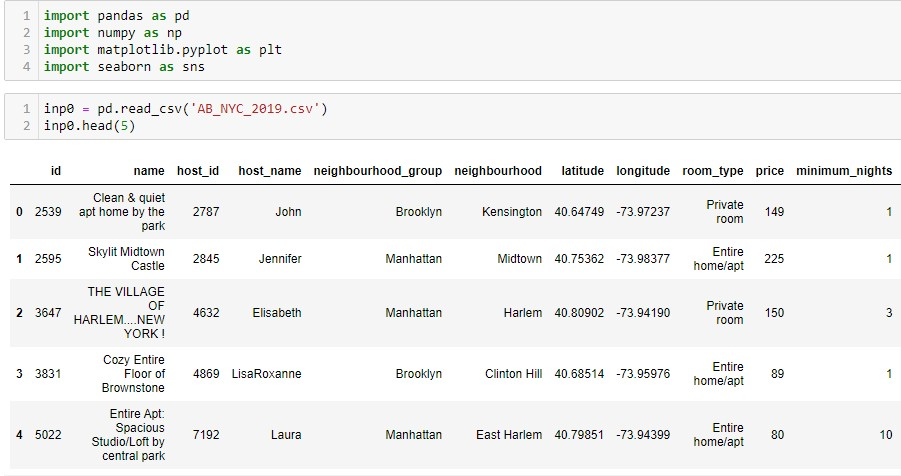 1 import pandas as pd
2 import numpy as np
3 import matplotlib.pyplot as plt
4 import seaborn as sns
1 inp0 = pd.read_csv('AB_NYC_2019.csv')
2 inp0.head(5)
id name host_id host_name neighbourhood_group neighbourhood latitude longitude room_type price minimum_nights
Clean & quiet
apt home by the
park
0 2539 2787 John Brooklyn Kensington 40.64749 -73.97237 Private
room 149 1
Skylit Midtown
Castle
1 2595 2845 Jennifer Manhattan Midtown 40.75362 -73.98377 Entire
home/apt 225 1
THE VILLAGE
OF
HARLEM....NEW
YORK !
2 3647 4632 Elisabeth Manhattan Harlem 40.80902 -73.94190 Private
room 150 3
Cozy Entire
Floor of
Brownstone
3 3831 4869 LisaRoxanne Brooklyn Clinton Hill 40.68514 -73.95976 Entire
home/apt 89 1
Entire Apt:
Spacious
Studio/Loft by
central park
4 5022 7192 Laura Manhattan East Harlem 40.79851 -73.94399 Entire
home/apt 80 10